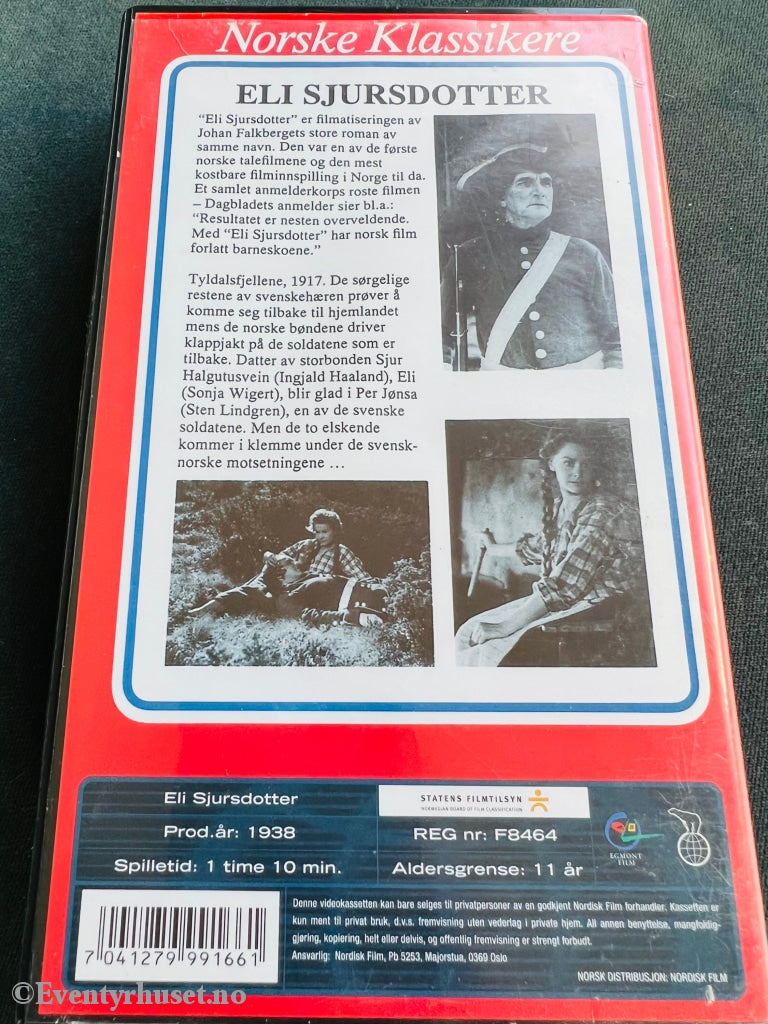 Norske Klassikere
ELI SJURSDOTTER
"Eli Sjursdotter" er filmatiseringen av
Johan Falkbergets store roman av
samme navn. Den var en av de første
norske talefilmene og den mest
kostbare filminnspilling i Norge til da.
Et samlet anmelderkorps roste filmen
– Dagbladets anmelder sier bl.a.:
"Resultatet er nesten overveldende.
Med "Eli Sjursdotter" har norsk film
forlatt barneskoene."
Tyldalsfjellene, 1917. De sørgelige
restene av svenskehæren prøver å
komme seg tilbake til hjemlandet
mens de norske bøndene driver
klappjakt på de soldatene som er
tilbake. Datter av storbonden Sjur
Halgutusvein (Ingjald Haaland), Eli
(Sonja Wigert), blir glad i Per Jønsa
(Sten Lindgren), en av de svenske
soldatene. Men de to elskende
kommer i klemme under de svensk-
norske motsetningene ...
Eli Sjursdotter
STATENS FILMTILSYN
NORWEGIAN BOARD OF FILM CLASSIFICATION
Prod.år: 1938
REG nr: F8464
Spilletid: 1 time 10 min.
Aldersgrense: 11 år
EGMONT
FILM
Denne videokassetten kan bare selges til privatpersoner av en godkjent Nordisk Film forhandler. Kassetten er
kun ment til privat bruk, d.v.s. fremvisning uten vederlag i private hjem. All annen benyttelse, mangfoldig-
gjøring, kopiering, helt eller delvis, og offentlig fremvisning er strengt forbudt.
Ansvarlig: Nordisk Film, Pb 5253, Majorstua, 0369 Oslo
NORSK DISTRIBUSJON: NORDISK FILM
7 041279 991661
©Eventyrhuset.no